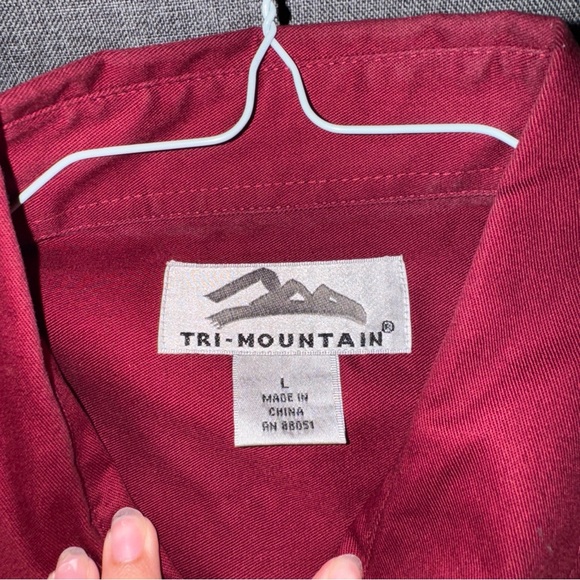 TRI-MOUNTAIN®
L
MADE IN
CHINA
RN 88051